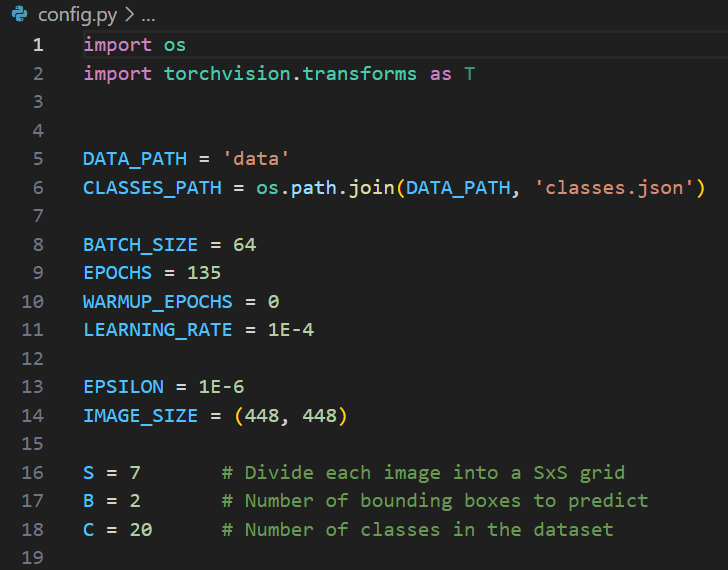 config.py > ...
1 import os
2 import torchvision.transforms as T
3
4
5 DATA_PATH = 'data'
6 CLASSES_PATH = os.path.join(DATA_PATH, 'classes.json')
7
8 BATCH_SIZE = 64
9 EPOCHS = 135
10 WARMUP_EPOCHS = 0
11 LEARNING_RATE = 1E-4
12
13 EPSILON = 1E-6
14 IMAGE_SIZE = (448, 448)
15
16 S = 7       # Divide each image into a SxS grid
17 B = 2       # Number of bounding boxes to predict
18 C = 20      # Number of classes in the dataset
19